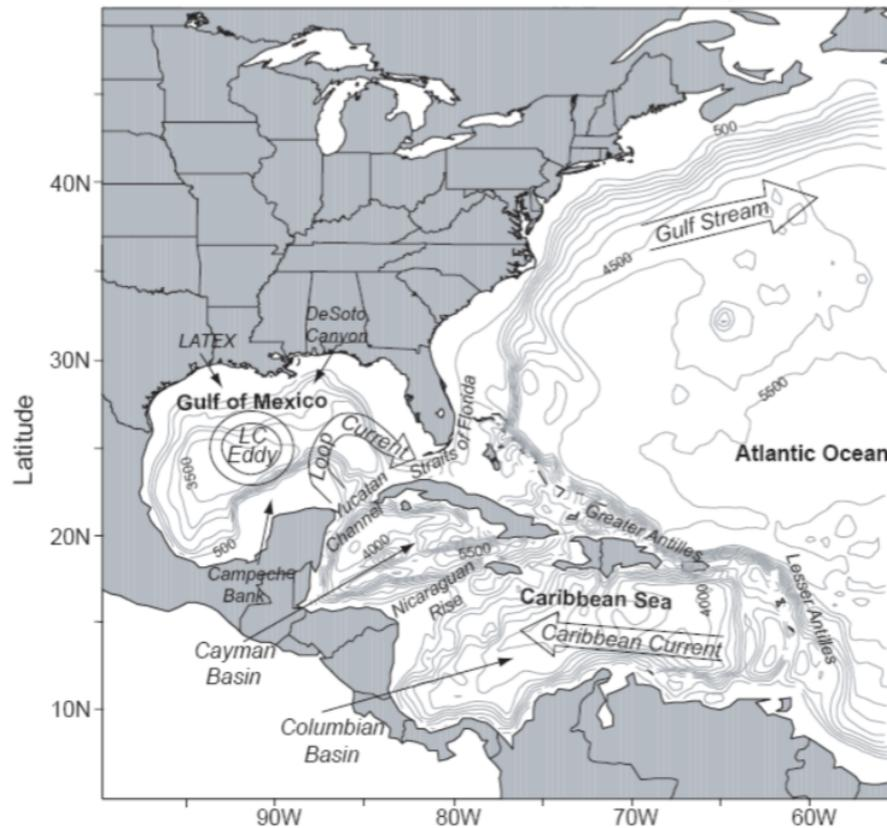 500
40N
Gulf Stream
4500
DeSoto
Canyon
LATEX
30N
5500
Gulf of Mexico
LC
Eddy
Loop
Current
Straits of Florida
Atlantic Ocean
Latitude
3500
Yucatan
Channel
20N
500
4000
5500
Greater Antilles
Campeche
Bank
Nicaraguan
Rise
Caribbean Sea
4000
Lesser Antilles
Caribbean Current
Cayman
Basin
10N
Columbian
Basin
90W
80W
70W
60W